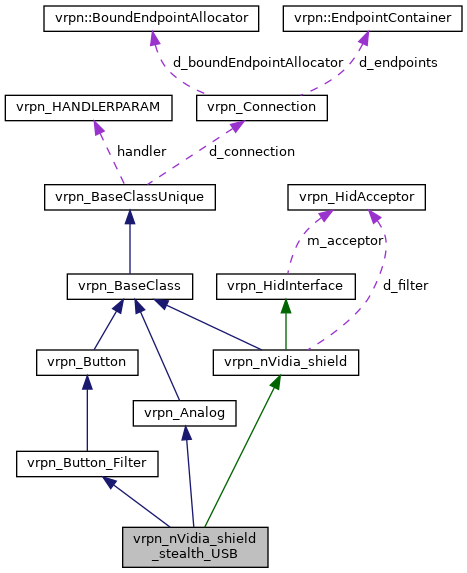 vrpn::BoundEndpointAllocator
vrpn::EndpointContainer
d_boundEndpointAllocator
d_endpoints
vrpn_HANDLERPARAM
vrpn_Connection
handler
d_connection
vrpn_BaseClassUnique
vrpn_HidAcceptor
m_acceptor
vrpn_BaseClass
vrpn_HidInterface
d_filter
vrpn_Button
vrpn_nVidia_shield
vrpn_Analog
vrpn_Button_Filter
vrpn_nVidia_shield
_stealth_USB